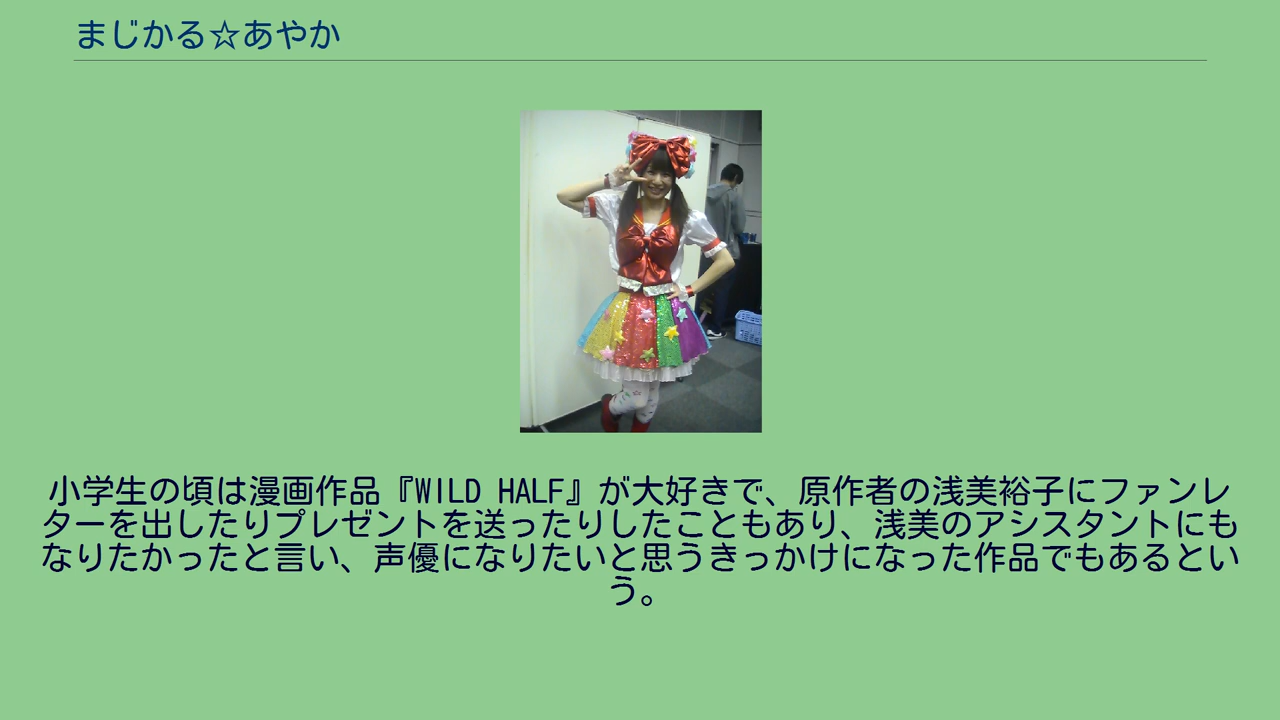 まじかる☆あやか
小学生の頃は漫画作品『WILD HALF』が大好きで、原作者の浅美裕子にファンレ
ターを出したりプレゼントを送ったりしたこともあり、浅美のアシスタントにも
なりたかったと言い、声優になりたいと思うきっかけになった作品でもあるとい
う。